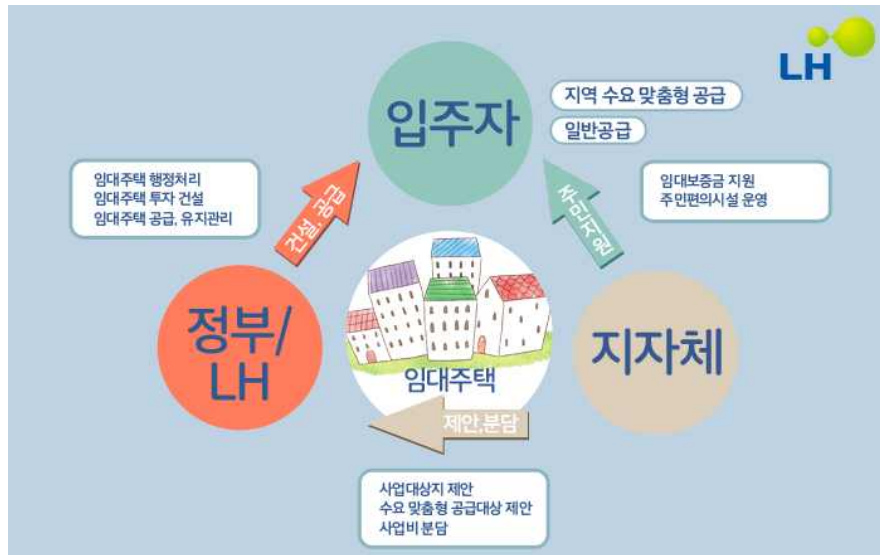 LH
입주자
지역 수요 맞춤형 공급
일반공급
임대주택 행정처리
임대주택 투자 건설
임대주택 공급, 유지관리
건설, 공급
주민지원
임대보증금 지원
주민편의시설 운영
정부/
LH
임대주택
지자체
제안,분담
사업대상지 제안
수요 맞춤형 공급대상 제안
사업비 분담